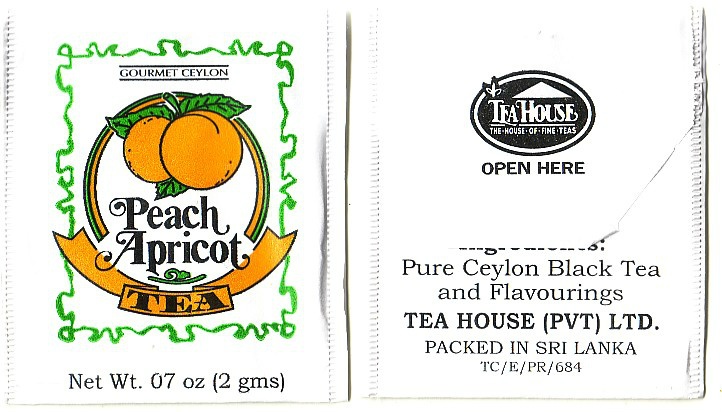 GOURMET CEYLON
Peach
Apricot
TEA
Net Wt. 07 oz (2 gms)
TEA HOUSE
THE·HOUSE·OF·FINE·TEAS
OPEN HERE
Ingredients:
Pure Ceylon Black Tea
and Flavourings
TEA HOUSE (PVT) LTD.
PACKED IN SRI LANKA
TC/E/PR/684